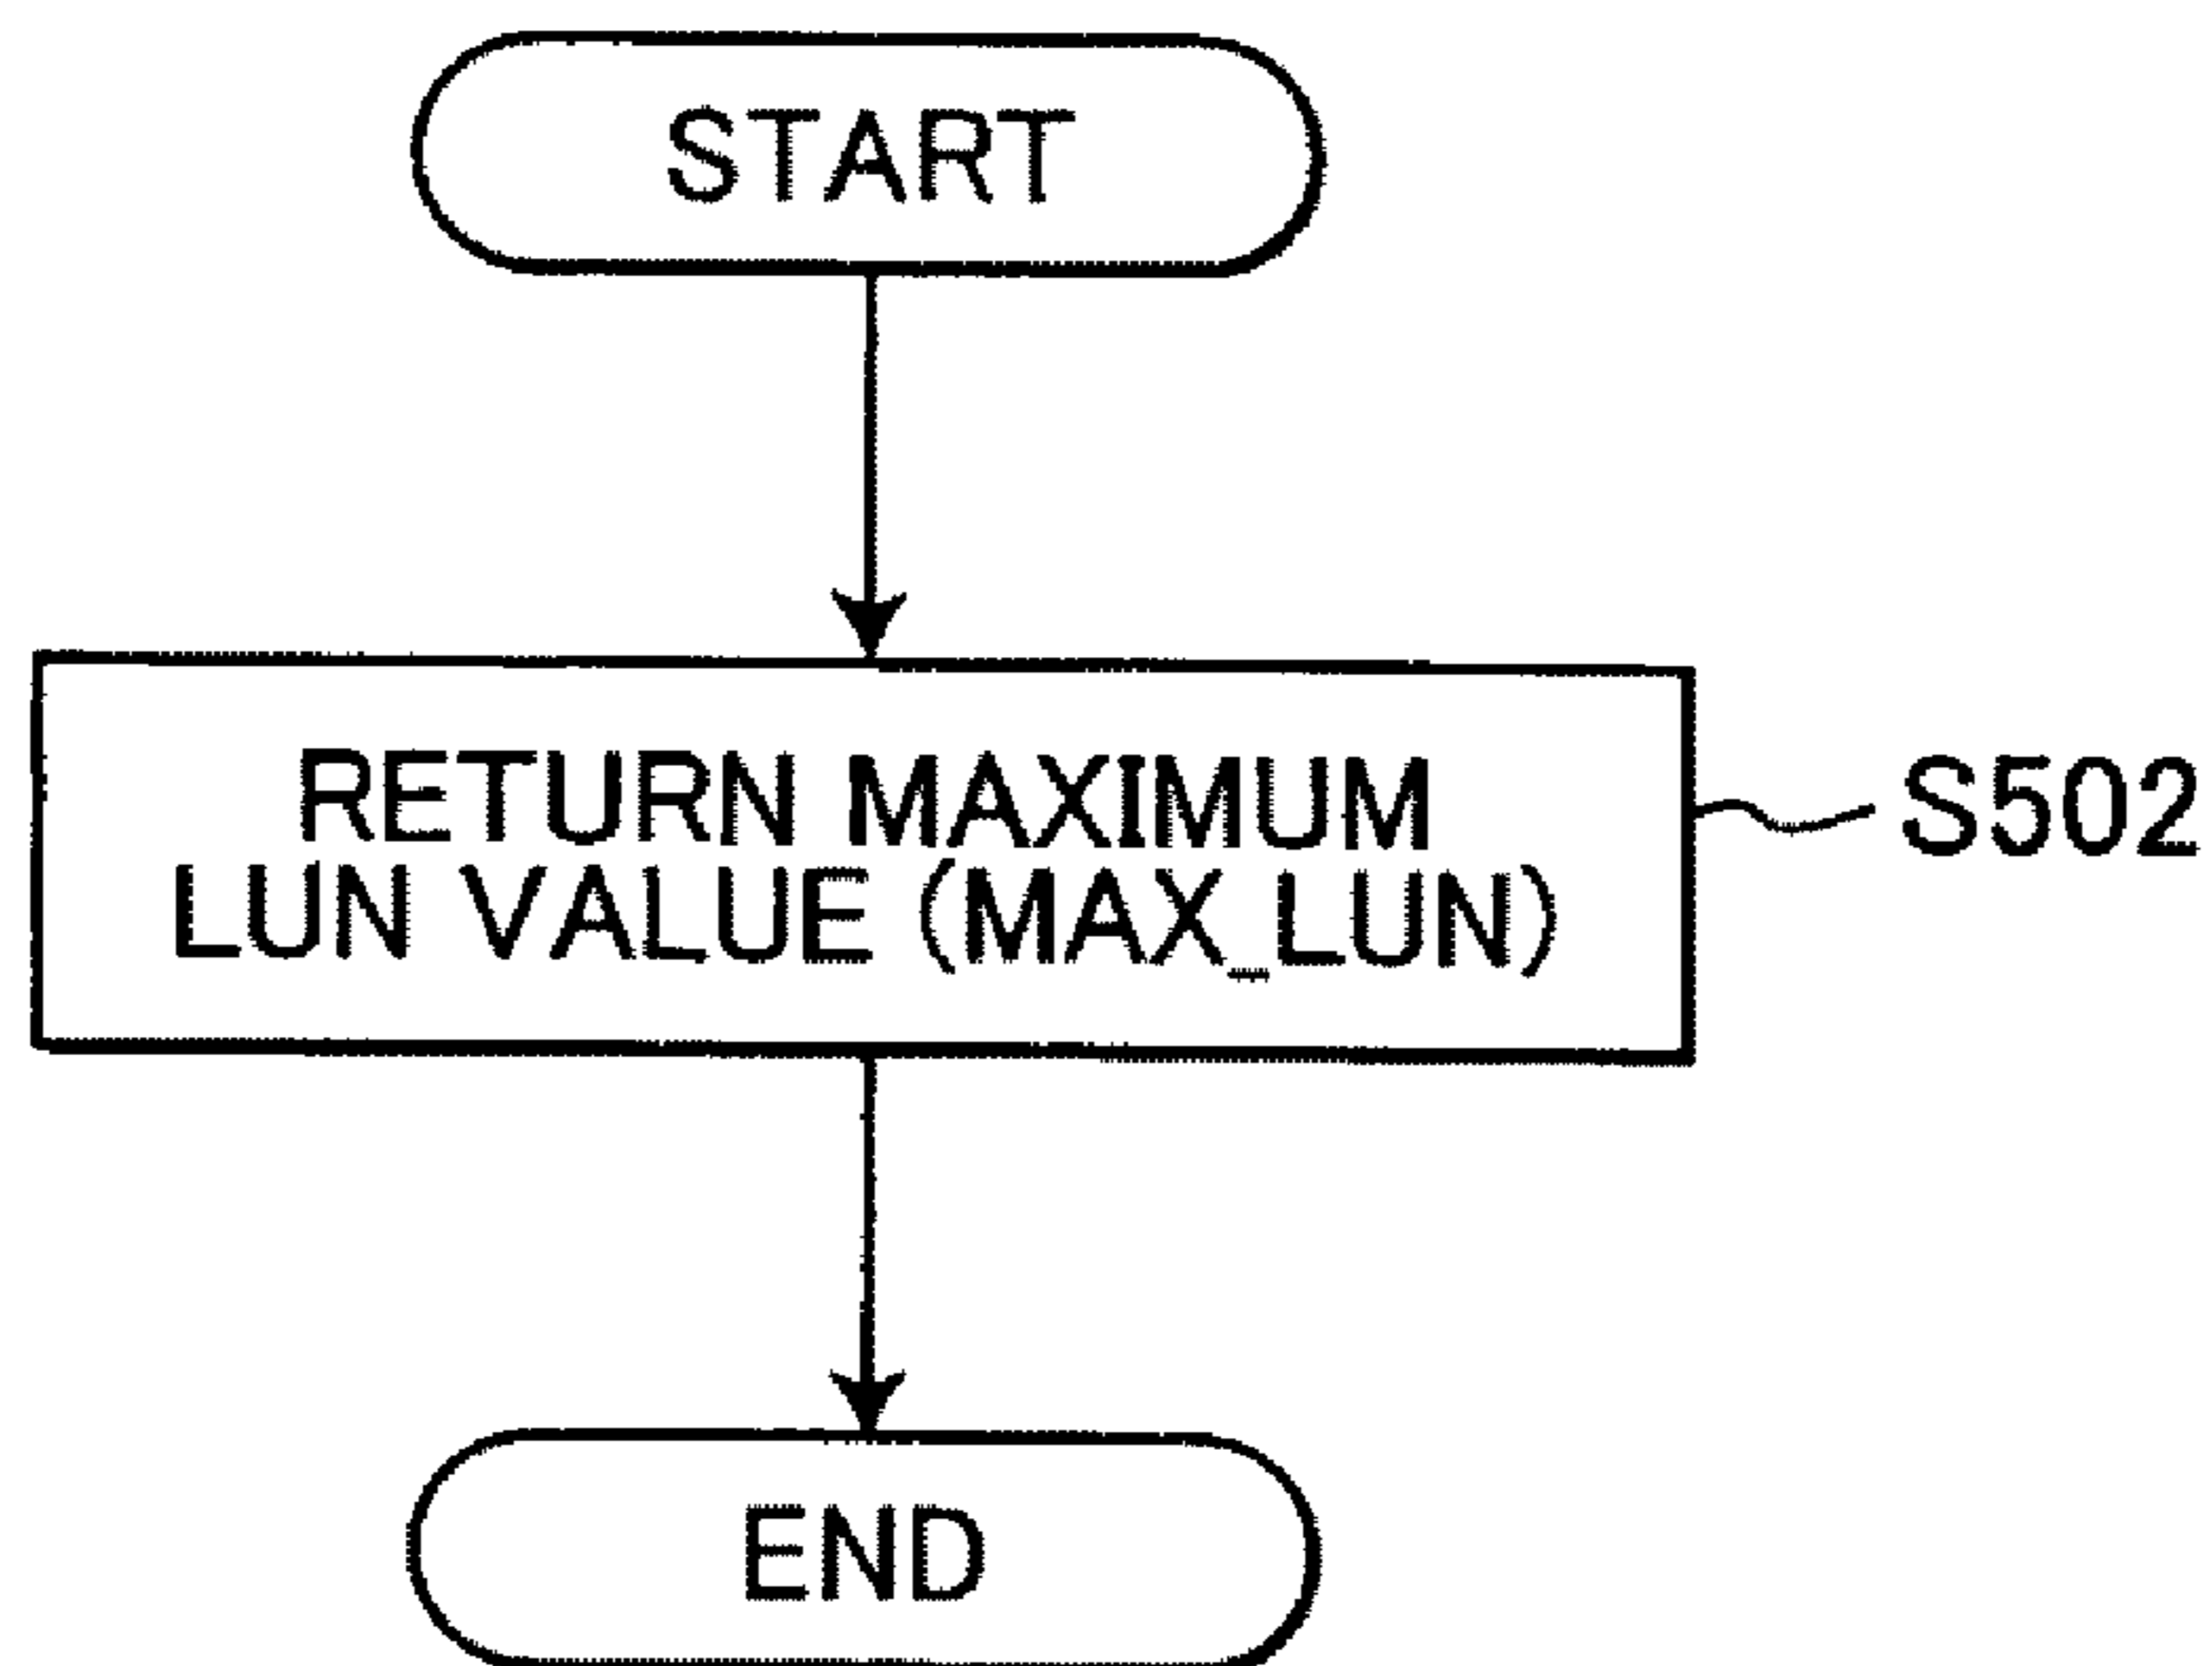 START
RETURN MAXIMUM
LUN VALUE (MAX_LUN)
S502
END